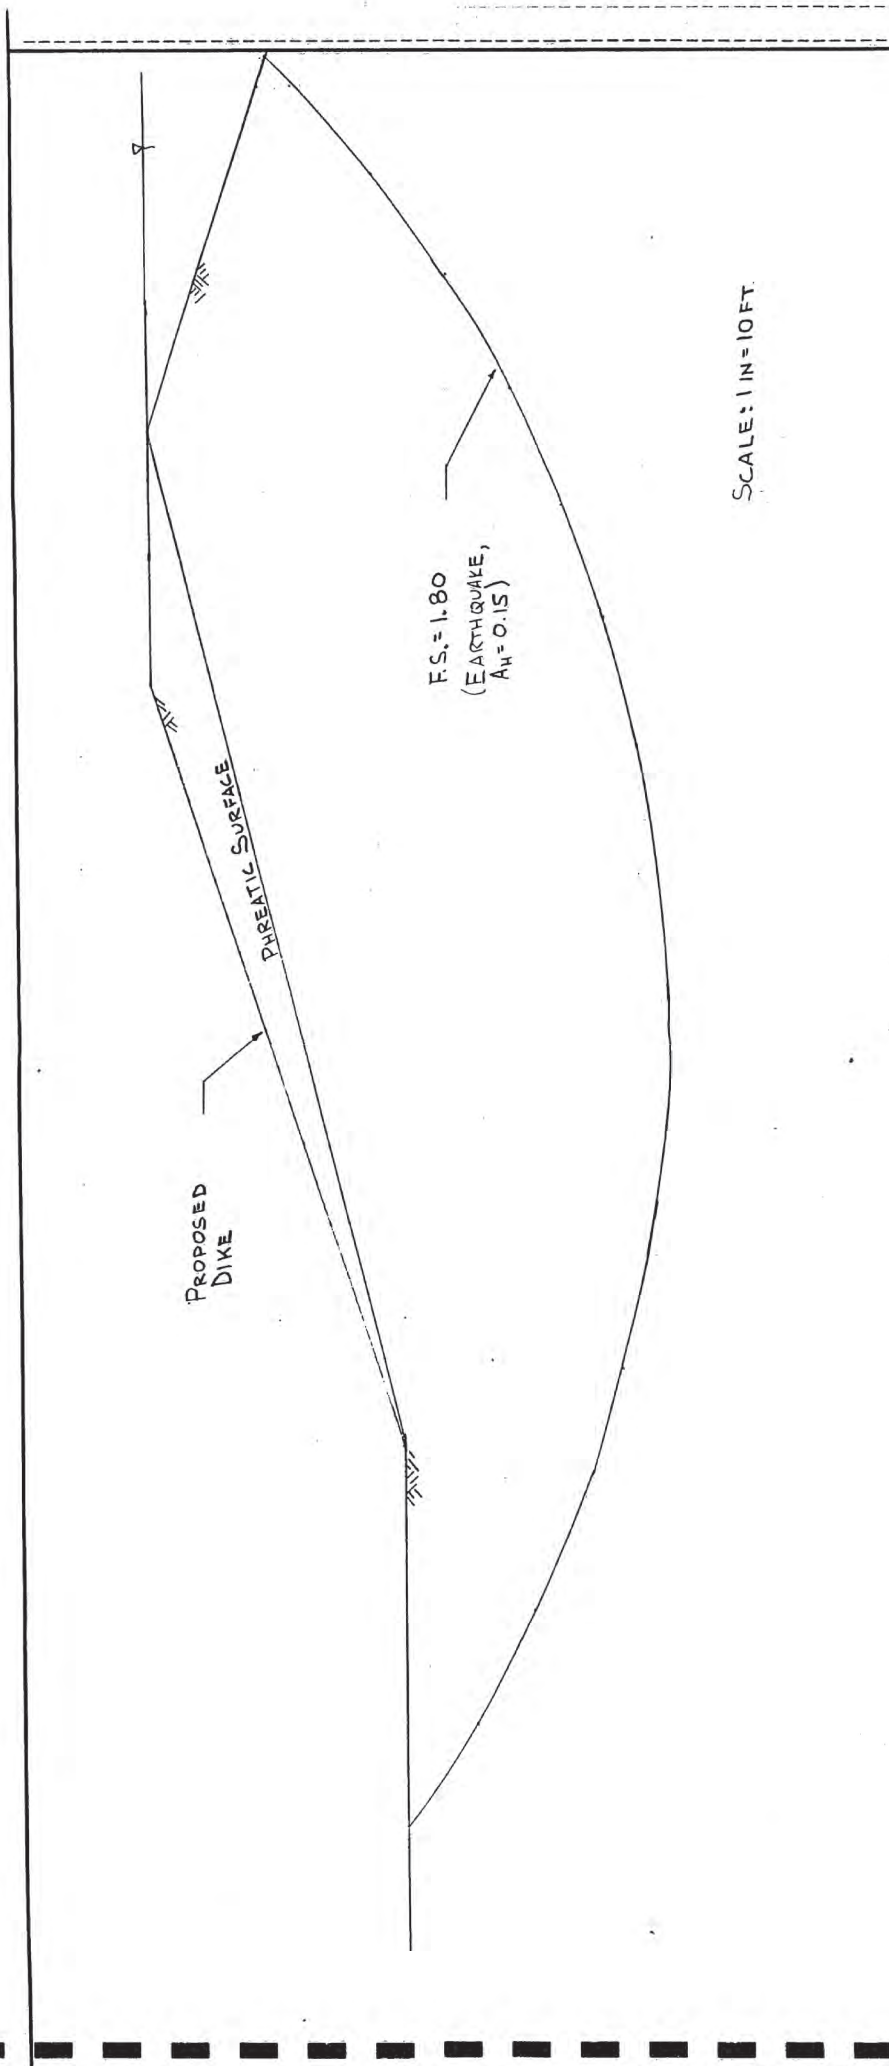 PROPOSED
DIKE
PHREATIC SURFACE
F.S.=1.80
(EARTHQUAKE,
AH=0.15)
SCALE: 1 IN=10FT.